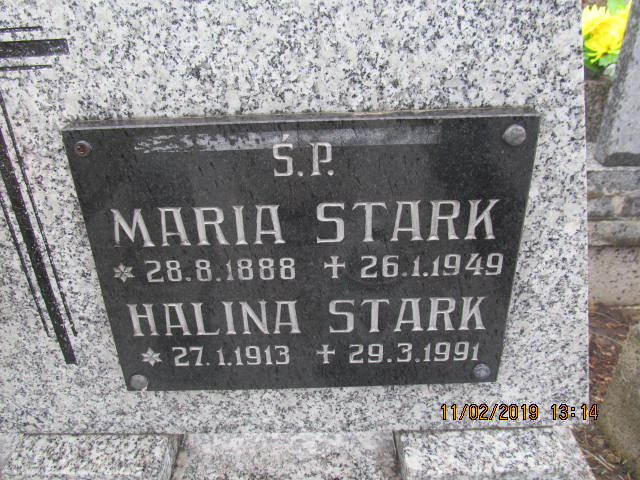 Ś.P.
MARIA STARK
* 28.8.1888 + 26.1.1949
HALINA STARK
* 27.1.1913 + 29.3.1991
11/02/2019 13:14